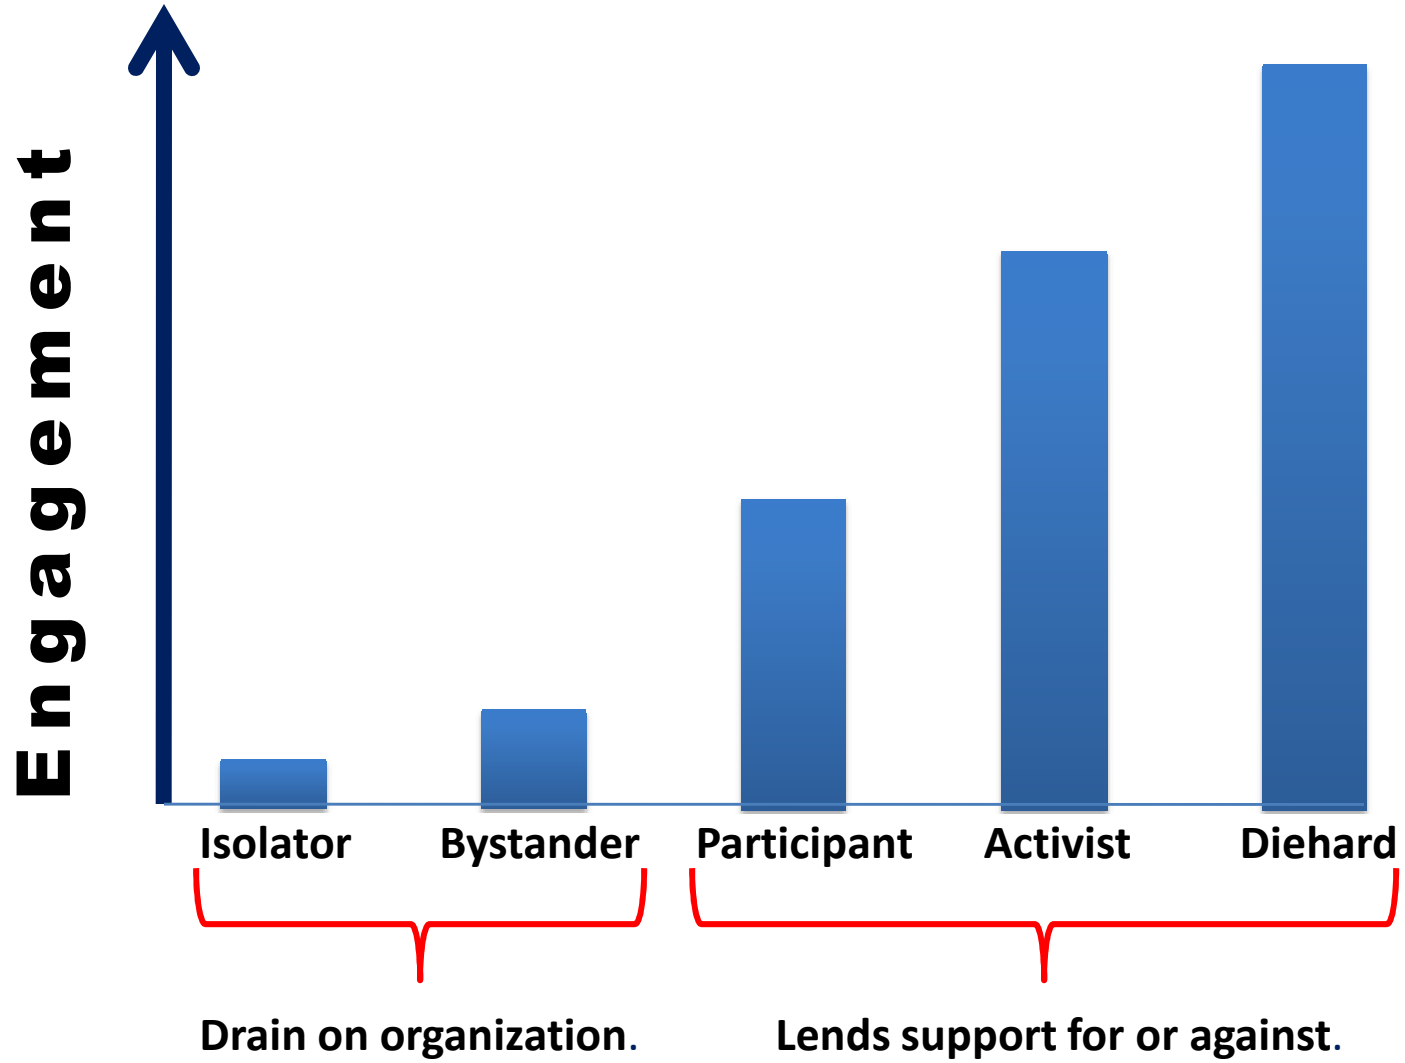 Engagement
Isolator Bystander Participant Activist Diehard
Drain on organization. Lends support for or against.